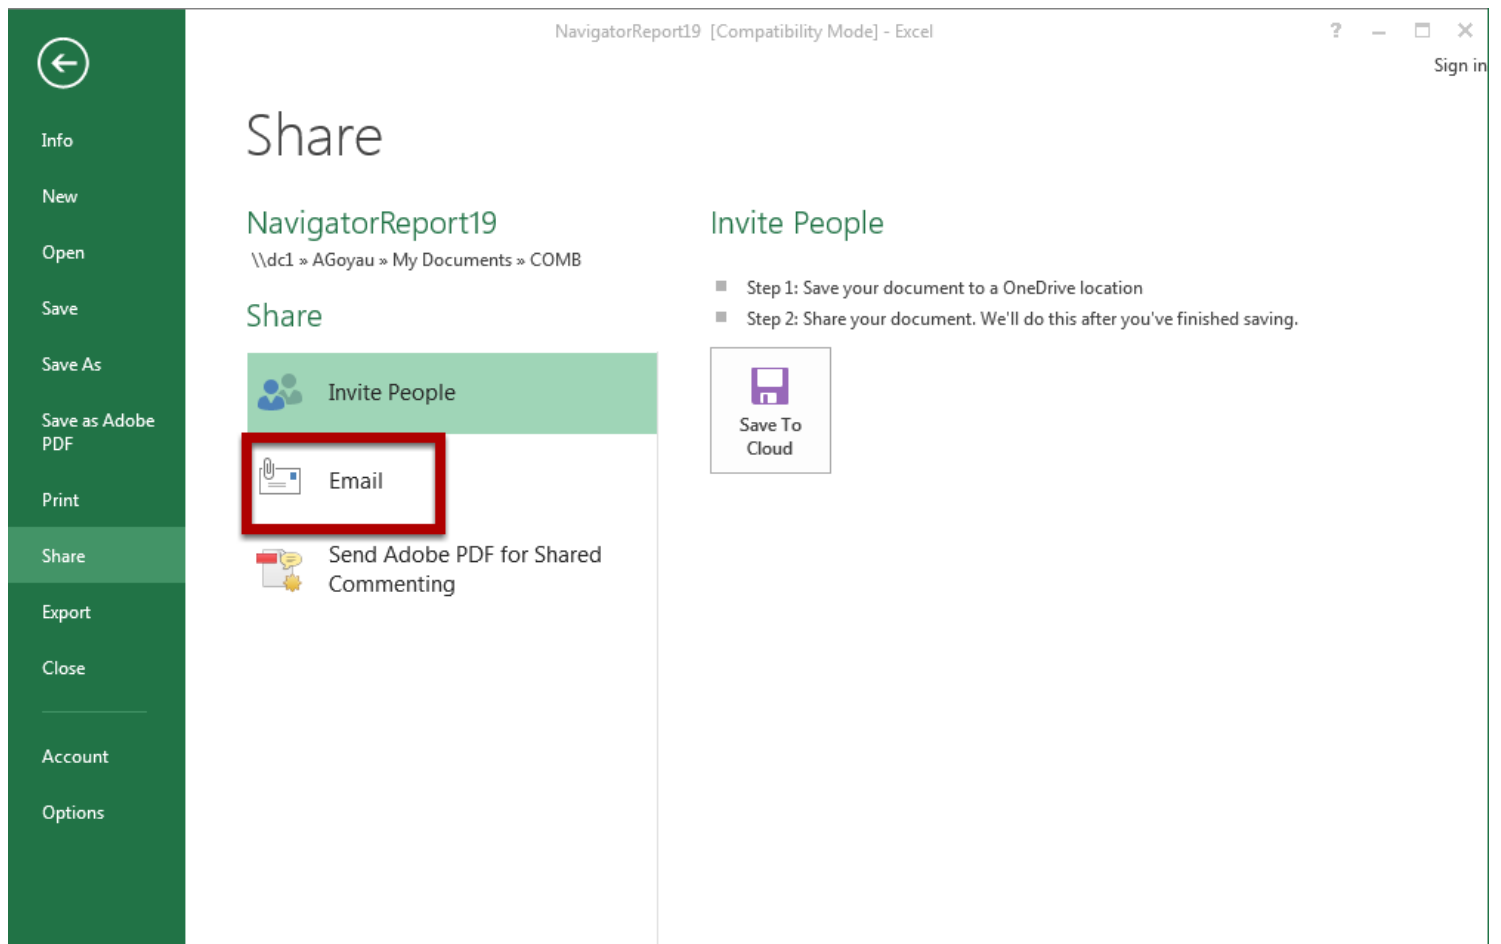 NavigatorReport19 [Compatibility Mode] - Excel
?
Sign in
Info
New
Open
Save
Save As
Save as Adobe
PDF
Print
Share
Export
Close
Account
Options
Share
NavigatorReport19
\\dc1 » AGoyau » My Documents » COMB
Share
Invite People
Email
Send Adobe PDF for Shared
Commenting
Invite People
Step 1: Save your document to a OneDrive location
Step 2: Share your document. We'll do this after you've finished saving.
Save To
Cloud